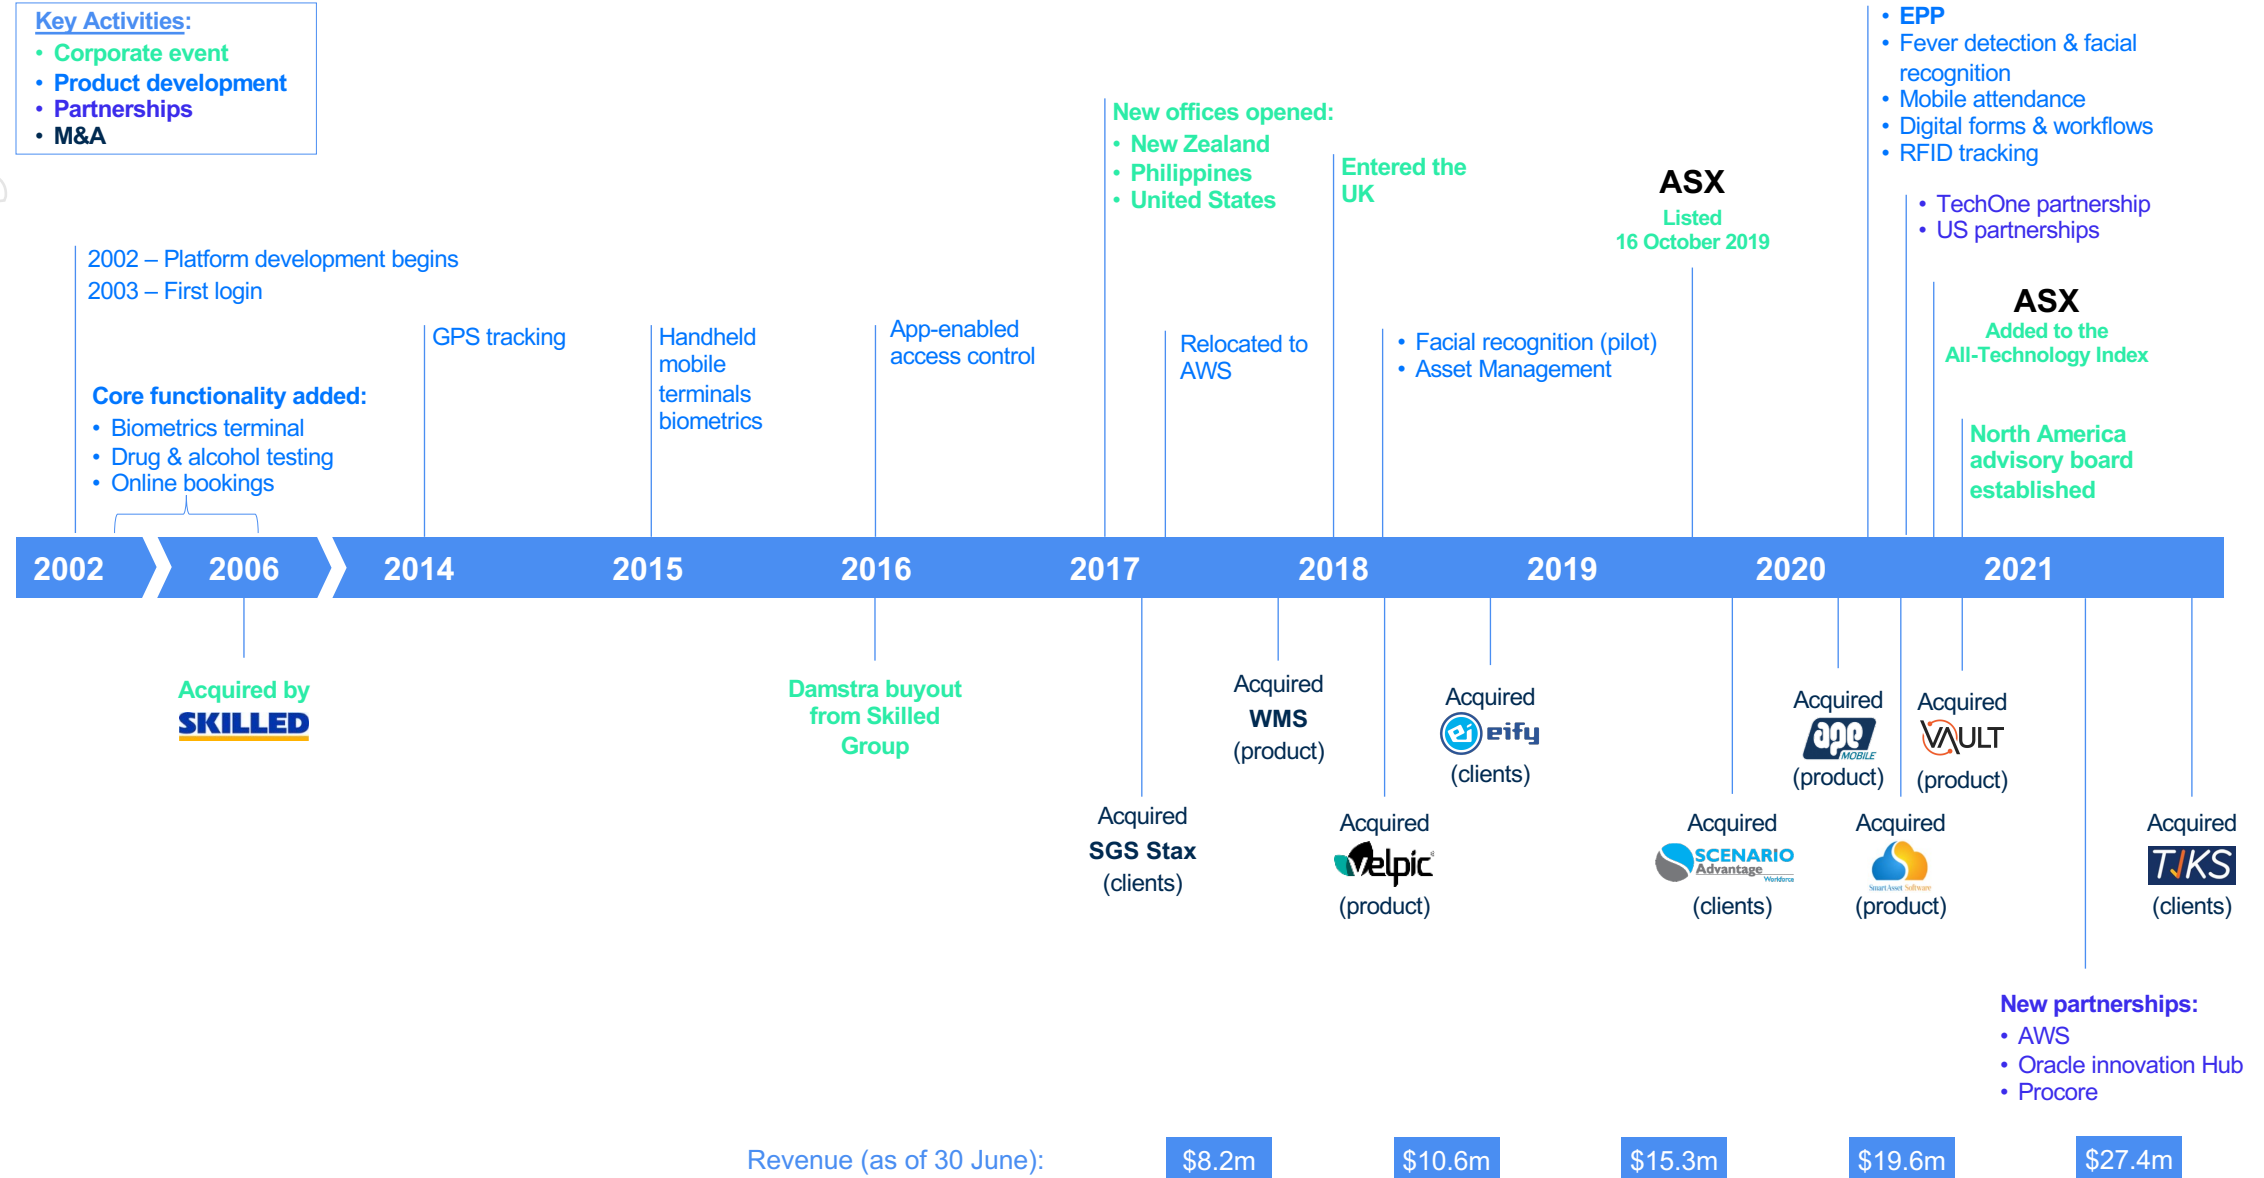 Key Activities:
• Corporate event
• Product development
• Partnerships
• M&A
2002 – Platform development begins
2003 – First login
Core functionality added:
• Biometrics terminal
• Drug & alcohol testing
• Online bookings
GPS tracking
Handheld
mobile
terminals
biometrics
App-enabled
access control
New offices opened:
• New Zealand
• Philippines
• United States
Relocated to
AWS
Entered the
UK
• Facial recognition (pilot)
• Asset Management
ASX
Listed
16 October 2019
• EPP
• Fever detection & facial
recognition
• Mobile attendance
• Digital forms & workflows
• RFID tracking
• TechOne partnership
• US partnerships
ASX
Added to the
All-Technology Index
North America
advisory board
established
2002
2006
2014
2015
2016
2017
2018
2019
2020
2021
Acquired by
SKILLED
Damstra buyout
from Skilled
Group
Acquired
SGS Stax
(clients)
Acquired
WMS
(product)
Acquired
velpic
(product)
Acquired
ei eify
(clients)
Acquired
SCENARIO
Advantage
Workforce
(clients)
Acquired
ape
MOBILE
(product)
Acquired
SmartAsset Software
(product)
Acquired
VAULT
(product)
Acquired
TIKS
(clients)
New partnerships:
• AWS
• Oracle innovation Hub
• Procore
Revenue (as of 30 June):
$8.2m
$10.6m
$15.3m
$19.6m
$27.4m